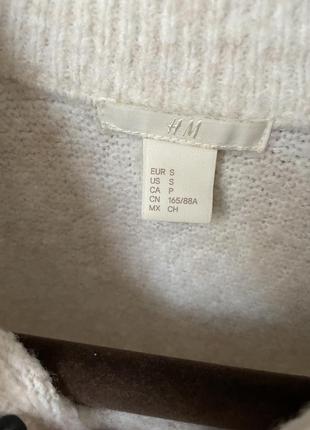 H M
EUR S
US S
CA P
CN 165/88A
MX CH